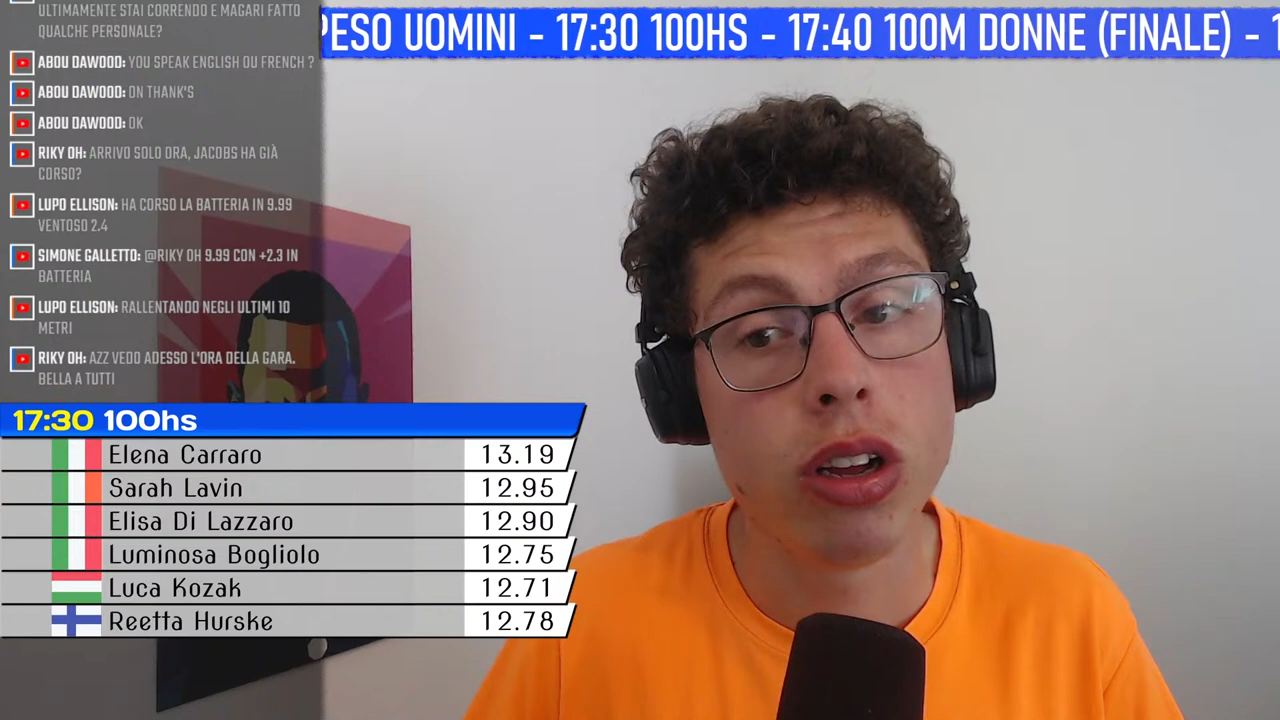 ULTIMAMENTE STAI CORRENDO E MAGARI FATTO
QUALCHE PERSONALE?
ABOU DAWOOD: YOU SPEAK ENGLISH OU FRENCH ?
ABOU DAWOOD: ON THANK'S
ABOU DAWOOD: OK
RIKY OH: ARRIVO SOLO ORA, JACOBS HA GIÀ
CORSO?
LUPO ELLISON: HA CORSO LA BATTERIA IN 9.99
VENTOSO 2.4
SIMONE GALLETTO: @RIKY OH 9.99 CON +2.3 IN
BATTERIA
LUPO ELLISON: RALLENTANDO NEGLI ULTIMI 10
METRI
RIKY OH: AZZ VEDO ADESSO L'ORA DELLA GARA.
BELLA A TUTTI
PESO UOMINI - 17:30 100HS - 17:40 100M DONNE (FINALE) - 1
17:30 100hs
Elena Carraro 13.19
Sarah Lavin 12.95
Elisa Di Lazzaro 12.90
Luminosa Bogliolo 12.75
Luca Kozak 12.71
Reetta Hurske 12.78